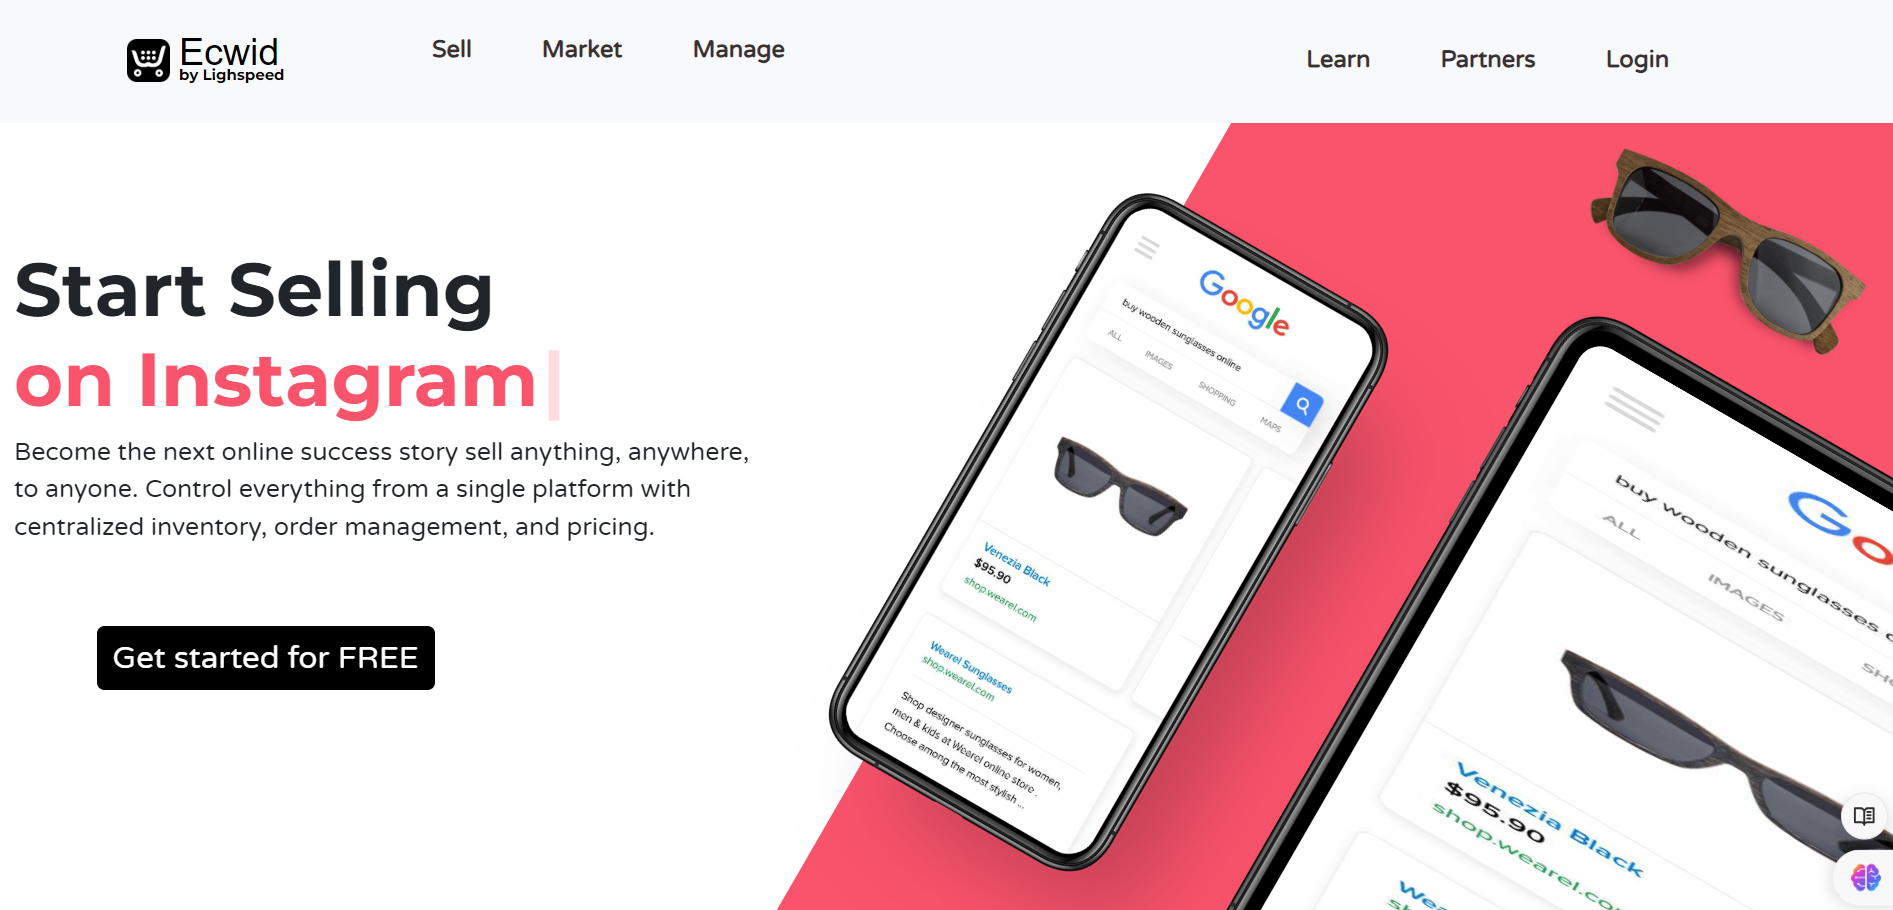 Ecwid
by Lighspeed
Sell
Market
Manage
Learn
Partners
Login
Start Selling
on Instagram
Become the next online success story sell anything, anywhere,
to anyone. Control everything from a single platform with
centralized inventory, order management, and pricing.
Get started for FREE
Google
buy wooden sunglasses online
ALL
IMAGES
SHOPPING
MAPS
Venezia Black
$95.90
shop.wearel.com
Wearel Sunglasses
shop.wearel.com
Shop designer sunglasses for women,
men & kids at Wearel online store .
Choose among the most stylish ...
Go
buy wooden sunglasses
ALL
IMAGES
Venezia Black
$95.90
shop.wearel.co